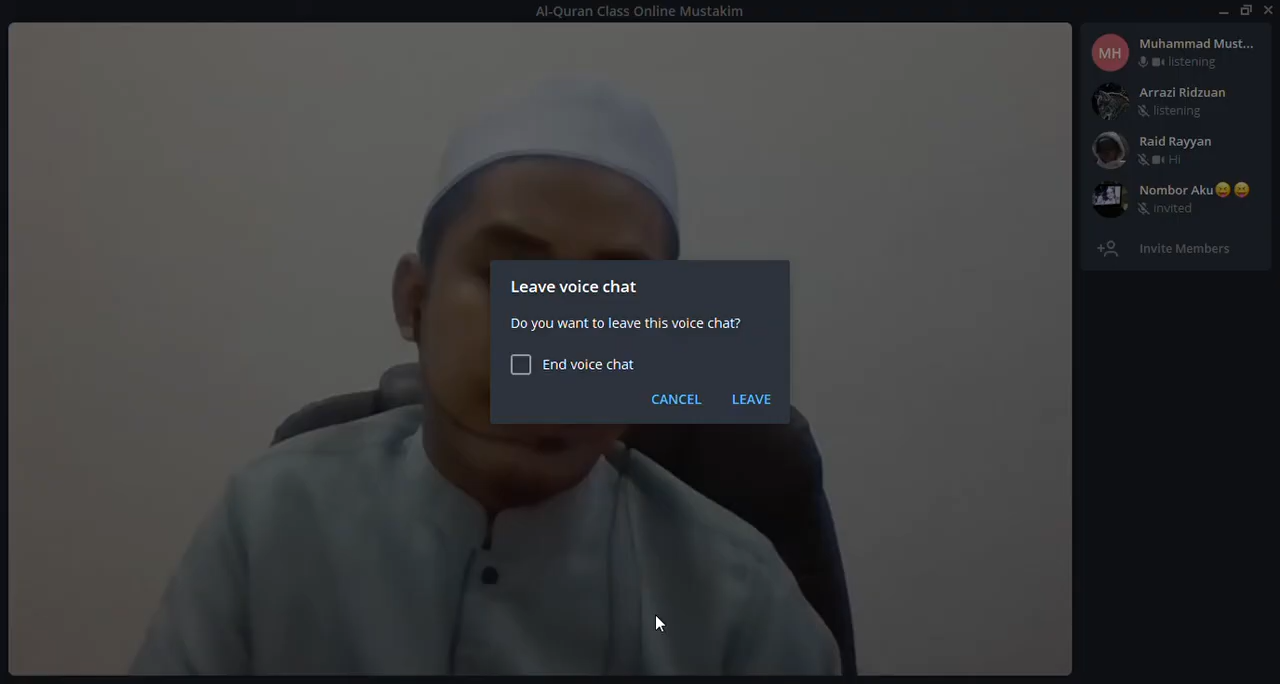 Al-Quran Class Online Mustakim
MH
Muhammad Must...
listening
Arrazi Ridzuan
listening
Raid Rayyan
Hi
Nombor Aku😝😝
invited
Invite Members
Leave voice chat
Do you want to leave this voice chat?
End voice chat
CANCEL LEAVE